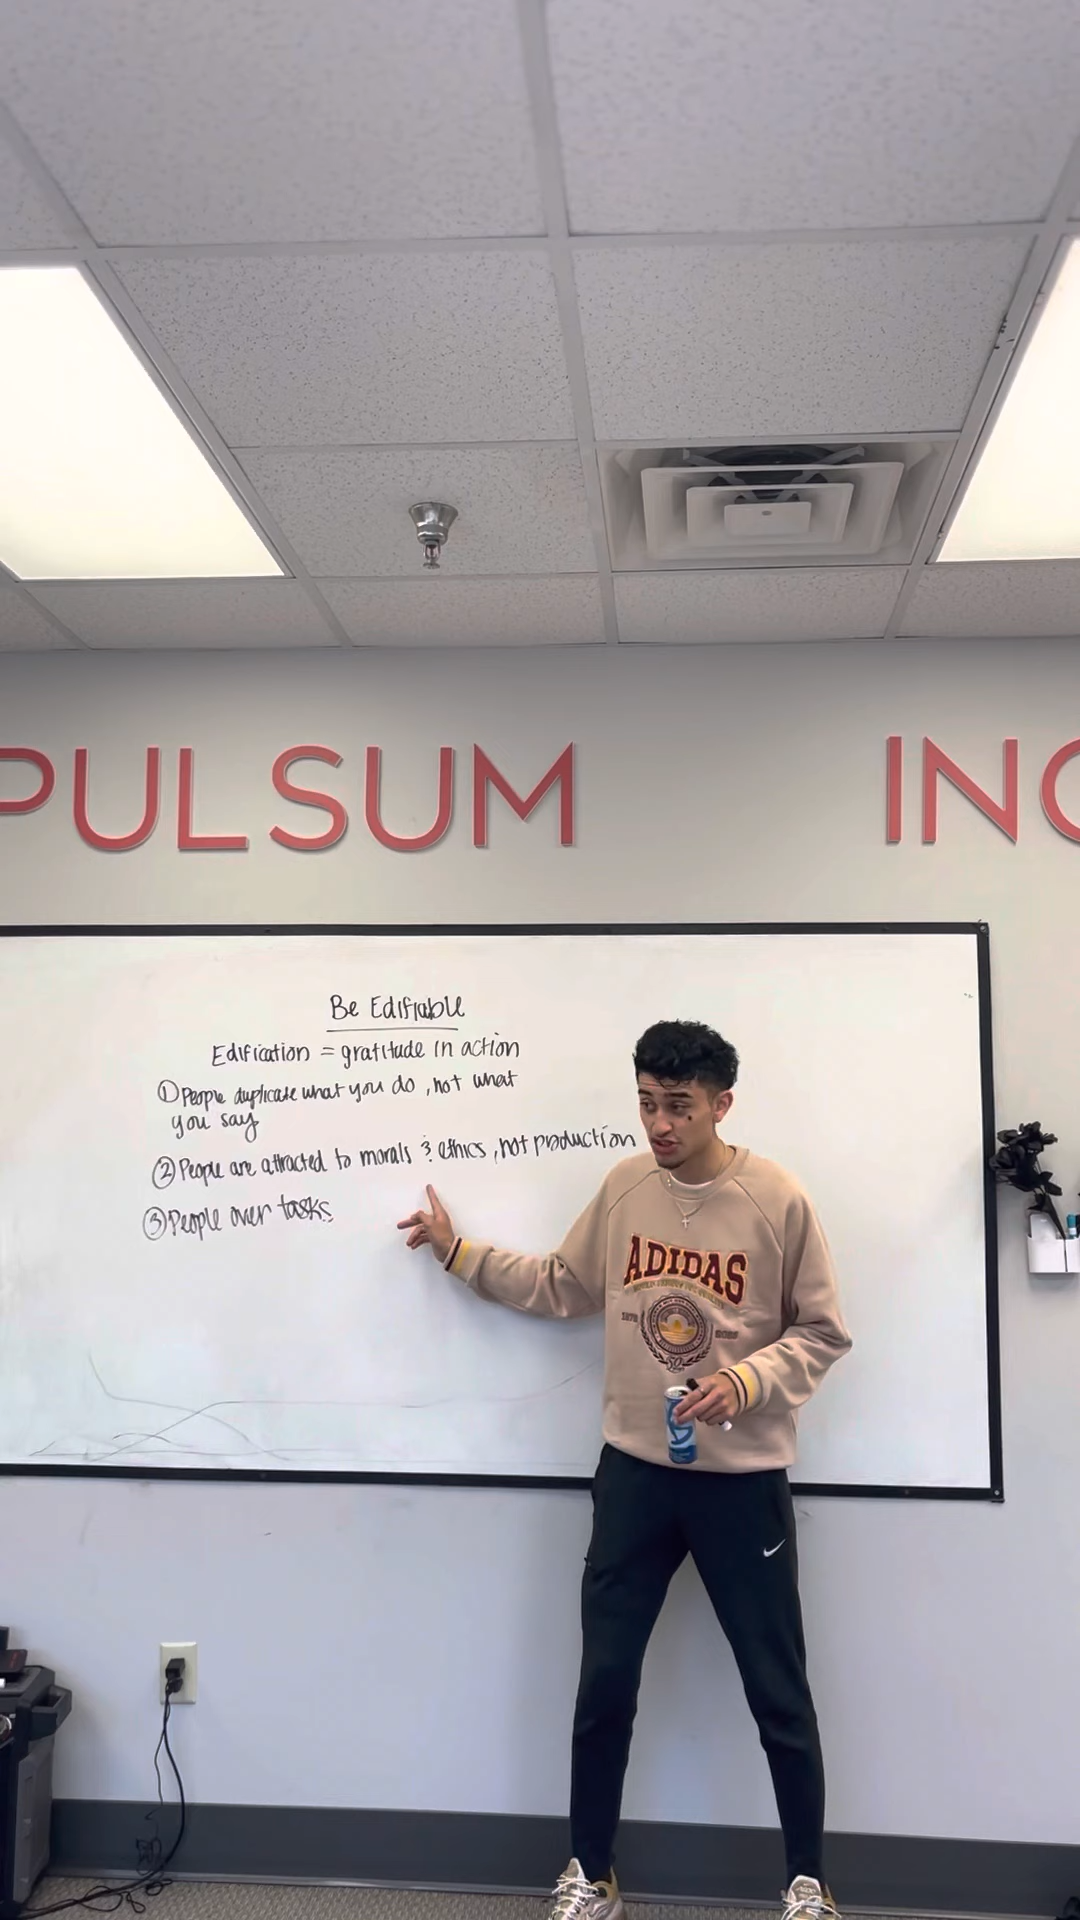 PULSUM INC
Be Edifiable
Edification = gratitude in action
① People duplicate what you do, not what
you say
② People are attracted to morals & ethics, not production
③ People over tasks
ADIDAS
50